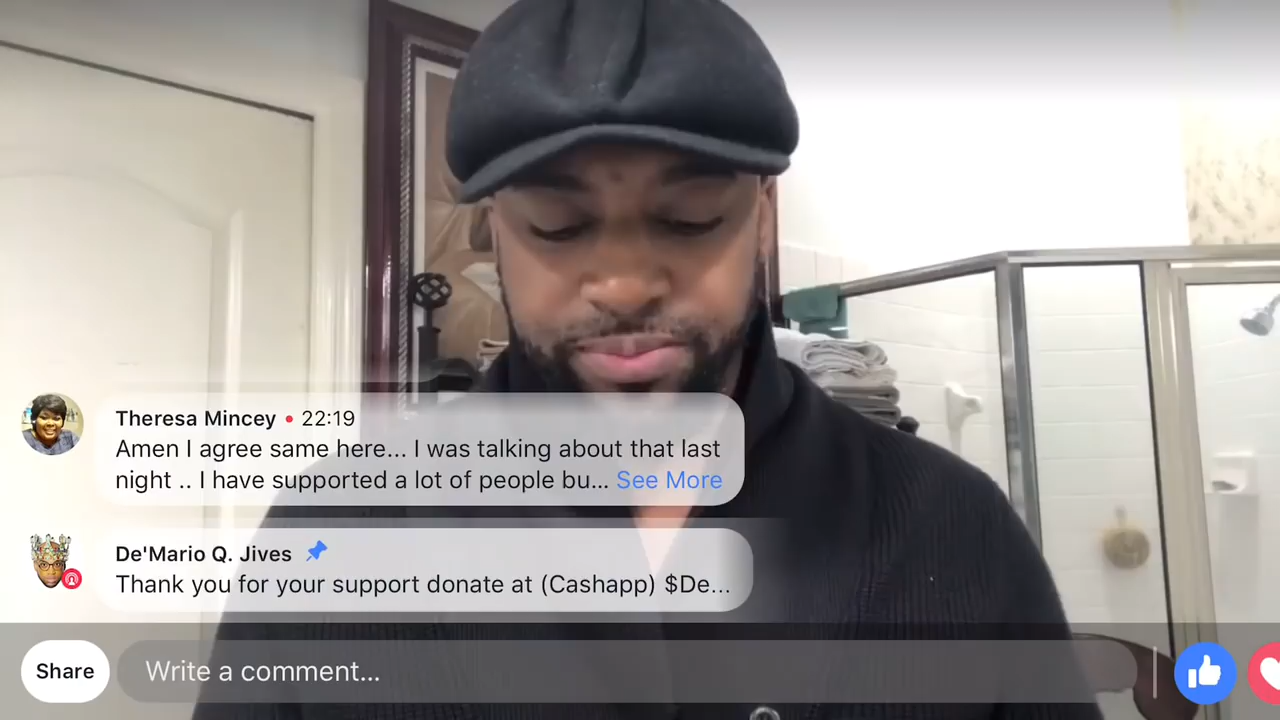 Theresa Mincey • 22:19
Amen I agree same here... I was talking about that last
night .. I have supported a lot of people bu... See More
De'Mario Q. Jives
Thank you for your support donate at (Cashapp) $De...
Share
Write a comment...